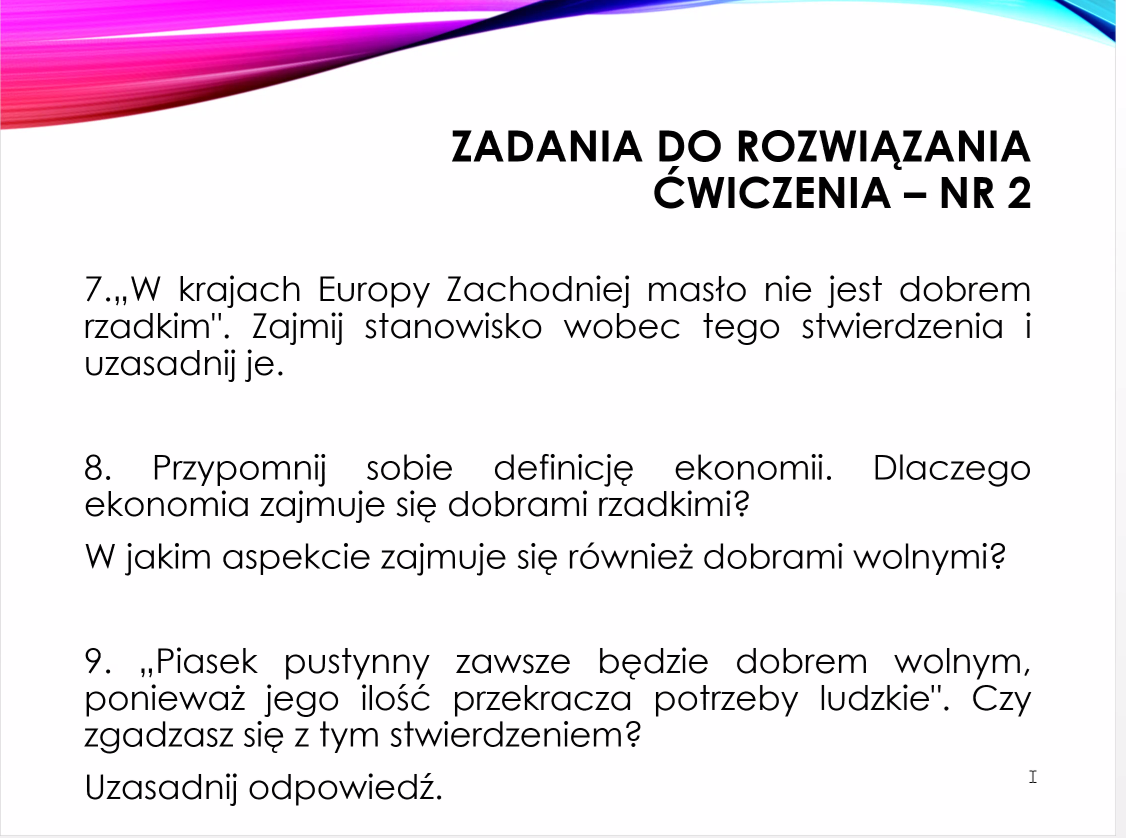 ZADANIA DO ROZWIĄZANIA
ĆWICZENIA – NR 2
7.„W krajach Europy Zachodniej masło nie jest dobrem
rzadkim". Zajmij stanowisko wobec tego stwierdzenia i
uzasadnij je.
8. Przypomnij sobie definicję ekonomii. Dlaczego
ekonomia zajmuje się dobrami rzadkimi?
W jakim aspekcie zajmuje się również dobrami wolnymi?
9. „Piasek pustynny zawsze będzie dobrem wolnym,
ponieważ jego ilość przekracza potrzeby ludzkie". Czy
zgadzasz się z tym stwierdzeniem?
Uzasadnij odpowiedź.